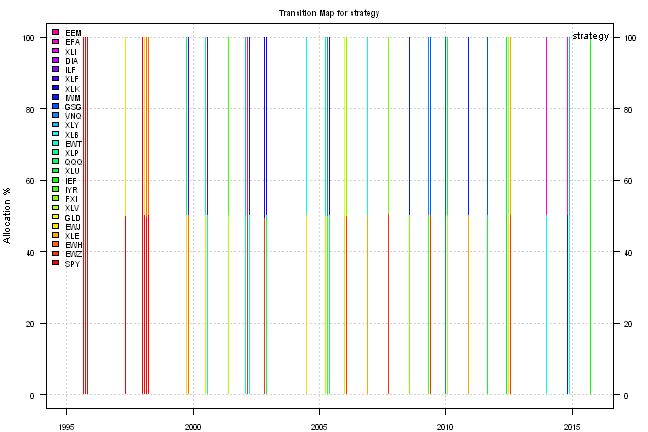 Transition Map for strategy
strategy
EEM
EFA
XLI
DIA
ILF
XLF
XLK
IWM
GSG
VNQ
XLY
XLB
EWT
XLP
QQQ
XLU
IEF
IYR
FXI
XLV
GLD
EWJ
XLE
EWH
EWZ
SPY
Allocation %
100
80
60
40
20
0
100
80
60
40
20
0
1995
2000
2005
2010
2015